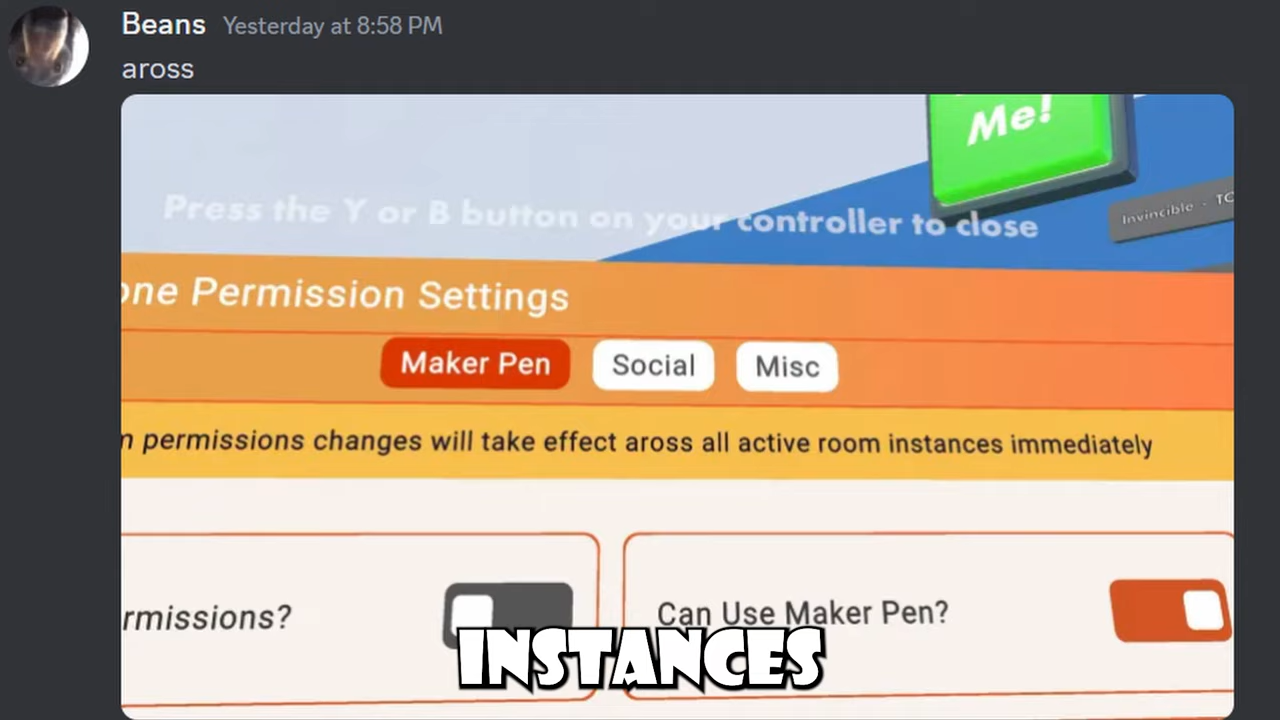 Beans Yesterday at 8:58 PM
aross
Me!
Press the Y or B button on your controller to close
Invincible
one Permission Settings
Maker Pen Social Misc
permissions changes will take effect aross all active room instances immediately
rmissions? Can Use Maker Pen?
INSTANCES